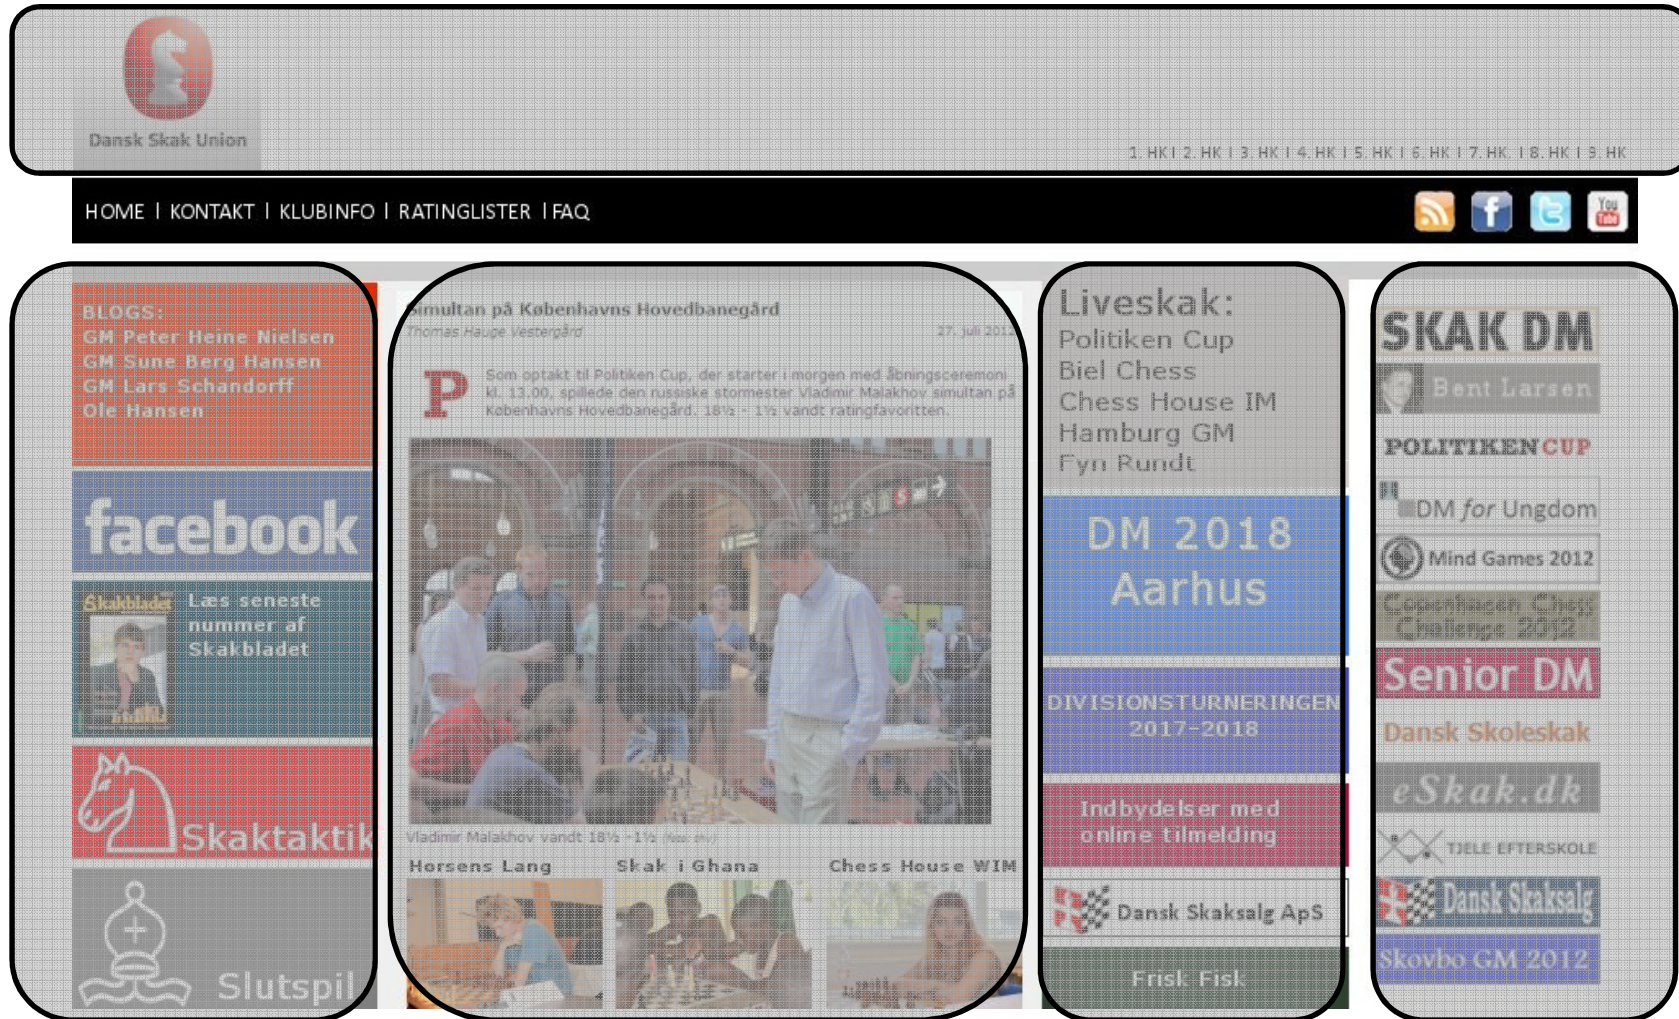 Dansk Skak Union
1. HK I 2. HK I 3. HK I 4. HK I 5. HK I 6. HK I 7. HK. I 8. HK I 9. HK
HOME I KONTAKT I KLUBINFO I RATINGLISTER I FAQ
You
Tube
BLOGS:
GM Peter Heine Nielsen
GM Sune Berg Hansen
GM Lars Schandorff
Ole Hansen
facebook
Skakbladet
Læs seneste
nummer af
Skakbladet
Skaktaktik
Slutspil
Simultan på Københavns Hovedbanegård
Thomas Hauge Vestergård 27. juli 2012
P
Som optakt til Politiken Cup, der starter i morgen med åbningsceremoni
kl. 13.00, spillede den russiske stormester Vladimir Malakhov simultan på
Københavns Hovedbanegård. 18½ - 1½ vandt ratingfavoritten.
S
Vladimir Malakhov vandt 18½ -1½
Horsens Lang Skak i Ghana Chess House WIM
Liveskak:
Politiken Cup
Biel Chess
Chess House IM
Hamburg GM
Fyn Rundt
DM 2018
Aarhus
DIVISIONSTURNERINGEN
2017-2018
Indbydelser med
online tilmelding
Dansk Skaksalg ApS
Frisk Fisk
SKAK DM
Bent Larsen
POLITIKEN CUP
DM for Ungdom
Mind Games 2012
Copenhagen Chess
Challenge 2012
Senior DM
Dansk Skoleskak
eSkak.dk
TJELE EFTERSKOLE
Dansk Skaksalg
Skovbo GM 2012